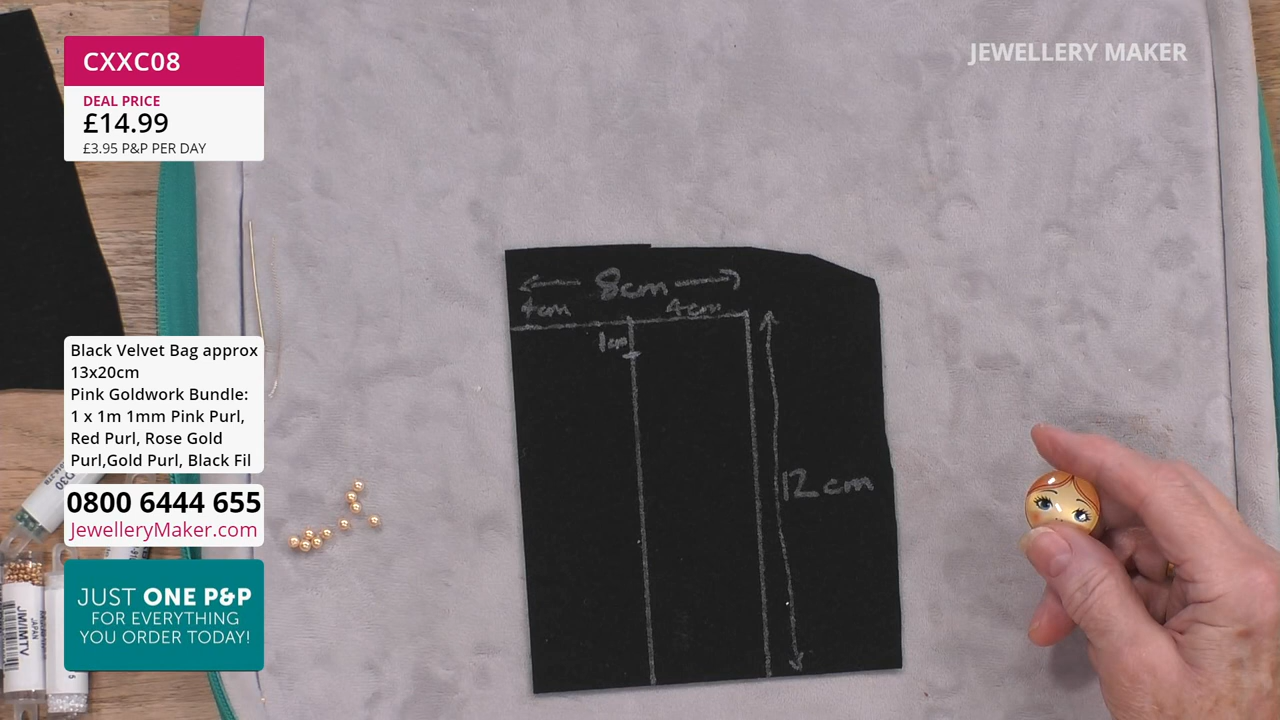 CXXC08
DEAL PRICE
£14.99
£3.95 P&P PER DAY
JEWELLERY MAKER
8cm
4cm 4cm
1cm
12cm
Black Velvet Bag approx
13x20cm
Pink Goldwork Bundle:
1 x 1m 1mm Pink Purl,
Red Purl, Rose Gold
Purl,Gold Purl, Black Fil
0800 6444 655
JewelleryMaker.com
JUST ONE P&P
FOR EVERYTHING
YOU ORDER TODAY!
JAPAN